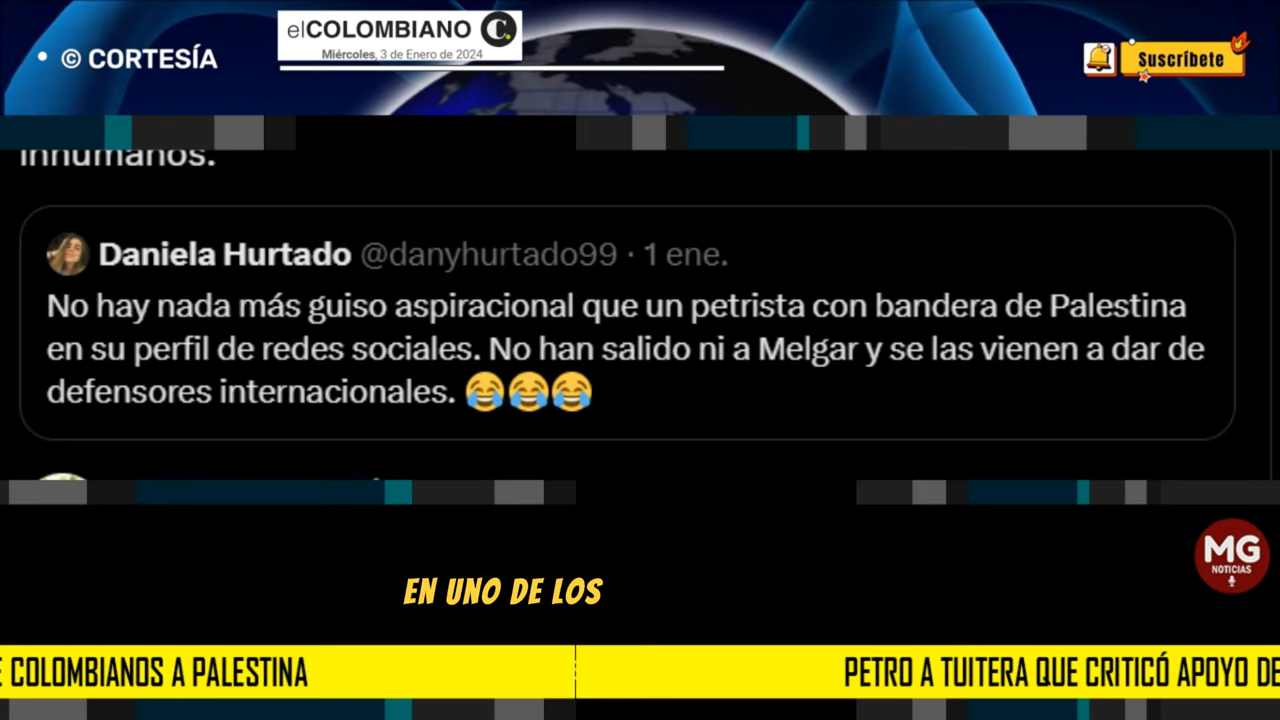 • © CORTESÍA
elCOLOMBIANO C.
Miércoles, 3 de Enero de 2024
Suscríbete
inhumanos.
Daniela Hurtado @danyhurtado99 · 1 ene.
No hay nada más guiso aspiracional que un petrista con bandera de Palestina
en su perfil de redes sociales. No han salido ni a Melgar y se las vienen a dar de
defensores internacionales. 😂😂😂
MG
NOTICIAS
EN UNO DE LOS
E COLOMBIANOS A PALESTINA
PETRO A TUITERA QUE CRITICÓ APOYO DE